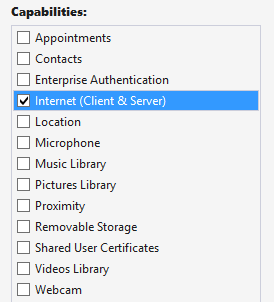 Capabilities:
Appointments
Contacts
Enterprise Authentication
Internet (Client & Server)
Location
Microphone
Music Library
Pictures Library
Proximity
Removable Storage
Shared User Certificates
Videos Library
Webcam